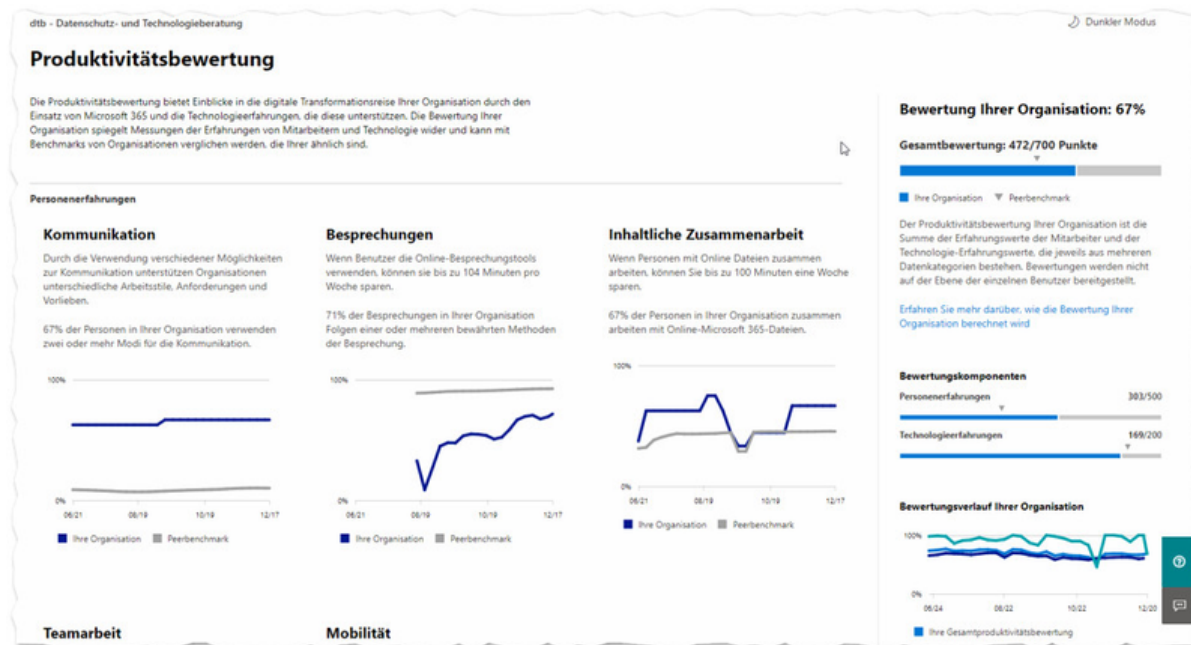 dtb - Datenschutz- und Technologieberatung
Dunkler Modus
Produktivitätsbewertung
Die Produktivitätsbewertung bietet Einblicke in die digitale Transformationsreise Ihrer Organisation durch den
Einsatz von Microsoft 365 und die Technologieerfahrungen, die diese unterstützen. Die Bewertung Ihrer
Organisation spiegelt Messungen der Erfahrungen von Mitarbeitern und Technologie wider und kann mit
Benchmarks von Organisationen verglichen werden, die Ihrer ähnlich sind.
Personenerfahrungen
Kommunikation
Durch die Verwendung verschiedener Möglichkeiten
zur Kommunikation unterstützen Organisationen
unterschiedliche Arbeitsstile, Anforderungen und
Vorlieben.
67% der Personen in Ihrer Organisation verwenden
zwei oder mehr Modi für die Kommunikation.
100%
0%
06/21 08/19 10/19 12/17
Ihre Organisation Peerbenchmark
Besprechungen
Wenn Benutzer die Online-Besprechungstools
verwenden, können sie bis zu 104 Minuten pro
Woche sparen.
71% der Besprechungen in Ihrer Organisation
Folgen einer oder mehreren bewährten Methoden
der Besprechung.
100%
0%
06/21 08/19 10/19 12/17
Ihre Organisation Peerbenchmark
Inhaltliche Zusammenarbeit
Wenn Personen mit Online Dateien zusammen
arbeiten, können Sie bis zu 100 Minuten eine Woche
sparen.
67% der Personen in Ihrer Organisation zusammen
arbeiten mit Online-Microsoft 365-Dateien.
100%
0%
06/21 08/19 10/19 12/17
Ihre Organisation Peerbenchmark
Teamarbeit
Mobilität
Bewertung Ihrer Organisation: 67%
Gesamtbewertung: 472/700 Punkte
Ihre Organisation Peerbenchmark
Der Produktivitätsbewertung Ihrer Organisation ist die
Summe der Erfahrungswerte der Mitarbeiter und der
Technologie-Erfahrungswerte, die jeweils aus mehreren
Datenkategorien bestehen. Bewertungen werden nicht
auf der Ebene der einzelnen Benutzer bereitgestellt.
Erfahren Sie mehr darüber, wie die Bewertung Ihrer
Organisation berechnet wird
Bewertungskomponenten
Personenerfahrungen 303/500
Technologieerfahrungen 169/200
Bewertungsverlauf Ihrer Organisation
100%
0%
06/24 08/22 10/22 12/20
Ihre Gesamtproduktivitätsbewertung